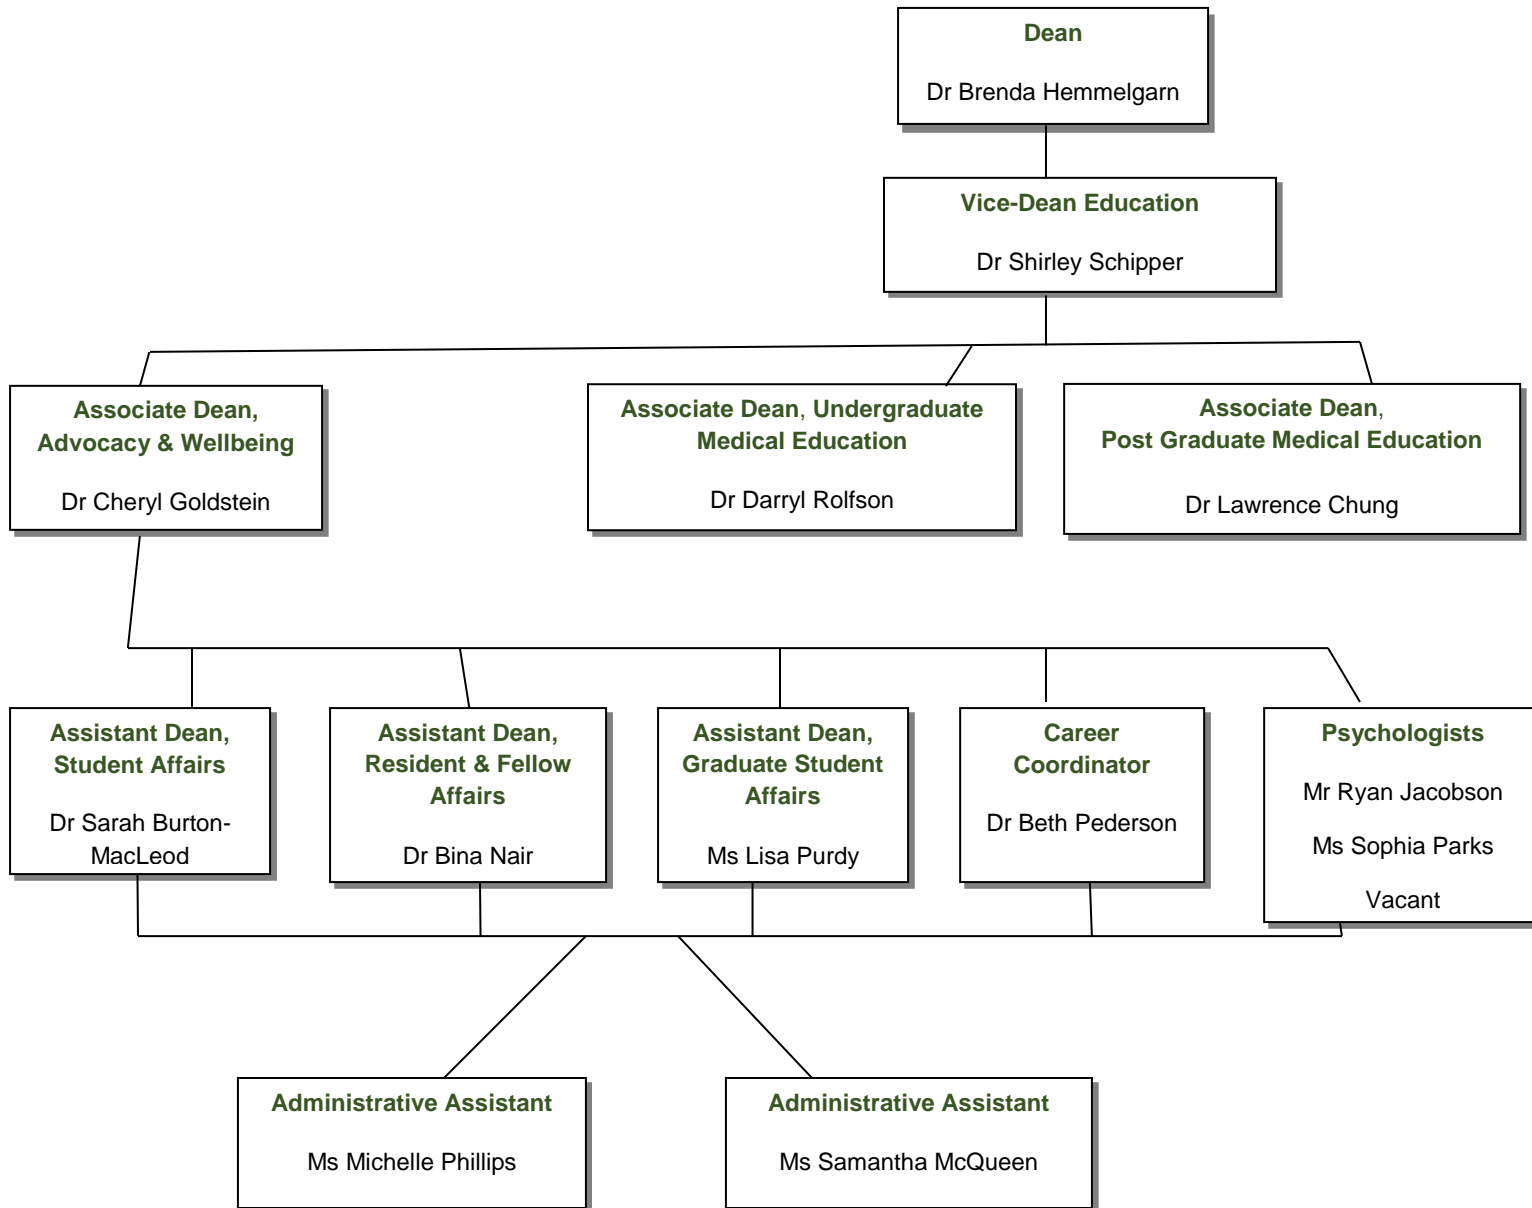 Dean
Dr Brenda Hemmelgarn
Vice-Dean Education
Dr Shirley Schipper
Associate Dean,
Advocacy & Wellbeing
Dr Cheryl Goldstein
Associate Dean, Undergraduate
Medical Education
Dr Darryl Rolfson
Associate Dean,
Post Graduate Medical Education
Dr Lawrence Chung
Assistant Dean,
Student Affairs
Dr Sarah Burton-
MacLeod
Assistant Dean,
Resident & Fellow
Affairs
Dr Bina Nair
Assistant Dean,
Graduate Student
Affairs
Ms Lisa Purdy
Career
Coordinator
Dr Beth Pederson
Psychologists
Mr Ryan Jacobson
Ms Sophia Parks
Vacant
Administrative Assistant
Ms Michelle Phillips
Administrative Assistant
Ms Samantha McQueen